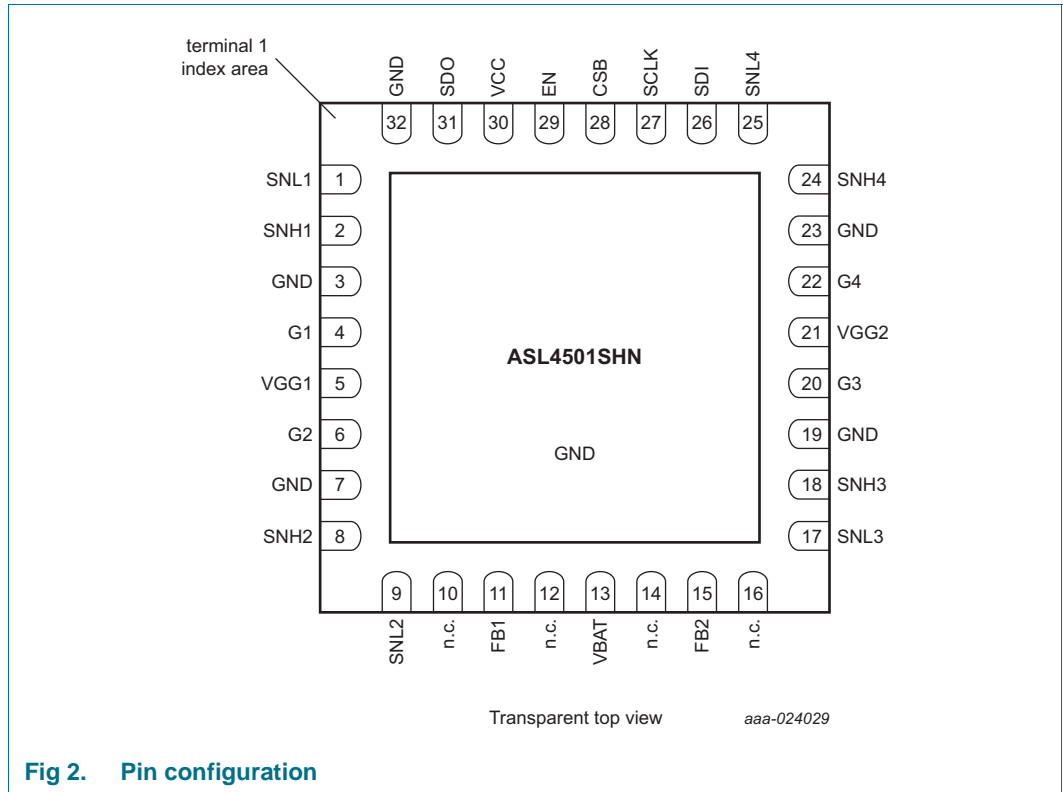 terminal 1
index area
GND SDO VCC EN CSB SCLK SDI SNL4
32 31 30 29 28 27 26 25
SNL1 1 24 SNH4
SNH1 2 23 GND
GND 3 22 G4
G1 4 21 VGG2
ASL4501SHN
VGG1 5 20 G3
G2 6 19 GND
GND
GND 7 18 SNH3
SNH2 8 17 SNL3
9 10 11 12 13 14 15 16
SNL2 n.c. FB1 n.c. VBAT n.c. FB2 n.c.
Transparent top view aaa-024029
Fig 2. Pin configuration